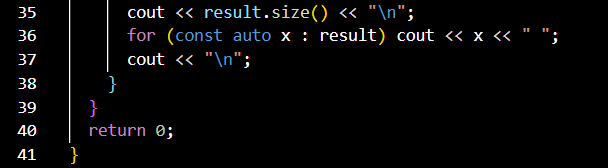 35 cout << result.size() << "\n";
36 for (const auto x : result) cout << x << " ";
37 cout << "\n";
38 }
39 }
40 return 0;
41 }